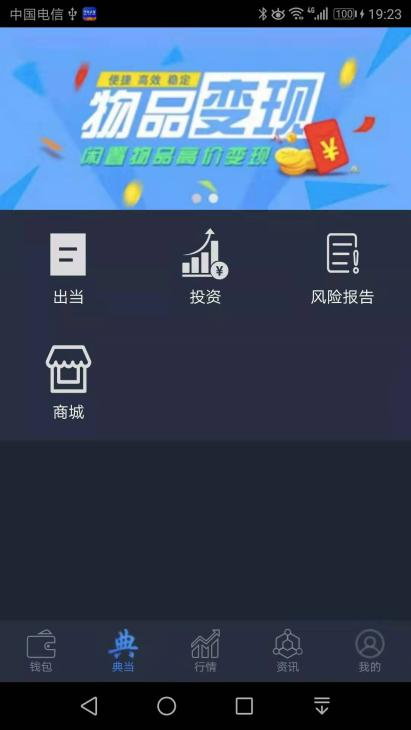 中国电信 4G 100 19:23
便捷 高效 稳定
物品变现
闲置物品高价变现
¥
¥
出当 投资 风险报告
商城
钱包 典当 行情 资讯 我的